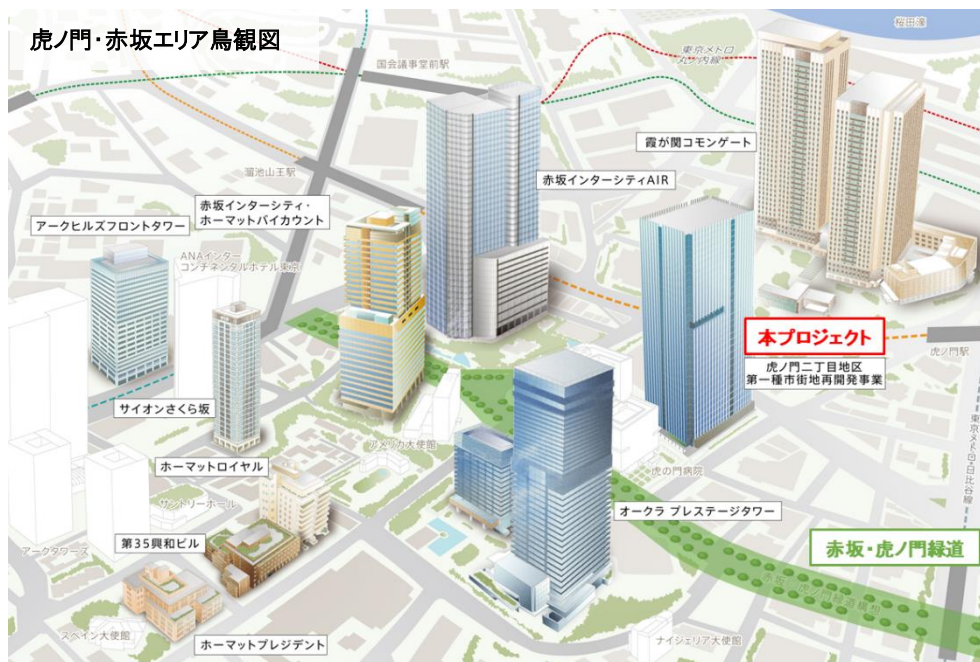 虎ノ門・赤坂エリア鳥観図
桜田濠
東京メトロ
丸ノ内線
国会議事堂前駅
霞が関コモンゲート
溜池山王駅
赤坂インターシティAIR
赤坂インターシティ・
ホーマットバイカウント
アークヒルズフロントタワー
ANAインター
コンチネンタルホテル東京
本プロジェクト
虎ノ門二丁目地区
第一種市街地再開発事業
虎ノ門駅
東京メトロ日比谷線
サイオンさくら坂
アメリカ大使館
虎の門病院
ホーマットロイヤル
サントリーホール
オークラ プレステージタワー
第35興和ビル
アークタワーズ
赤坂・虎ノ門緑道
赤坂・虎ノ門緑道構想
スペイン大使館
ホーマットプレジデント
ナイジェリア大使館